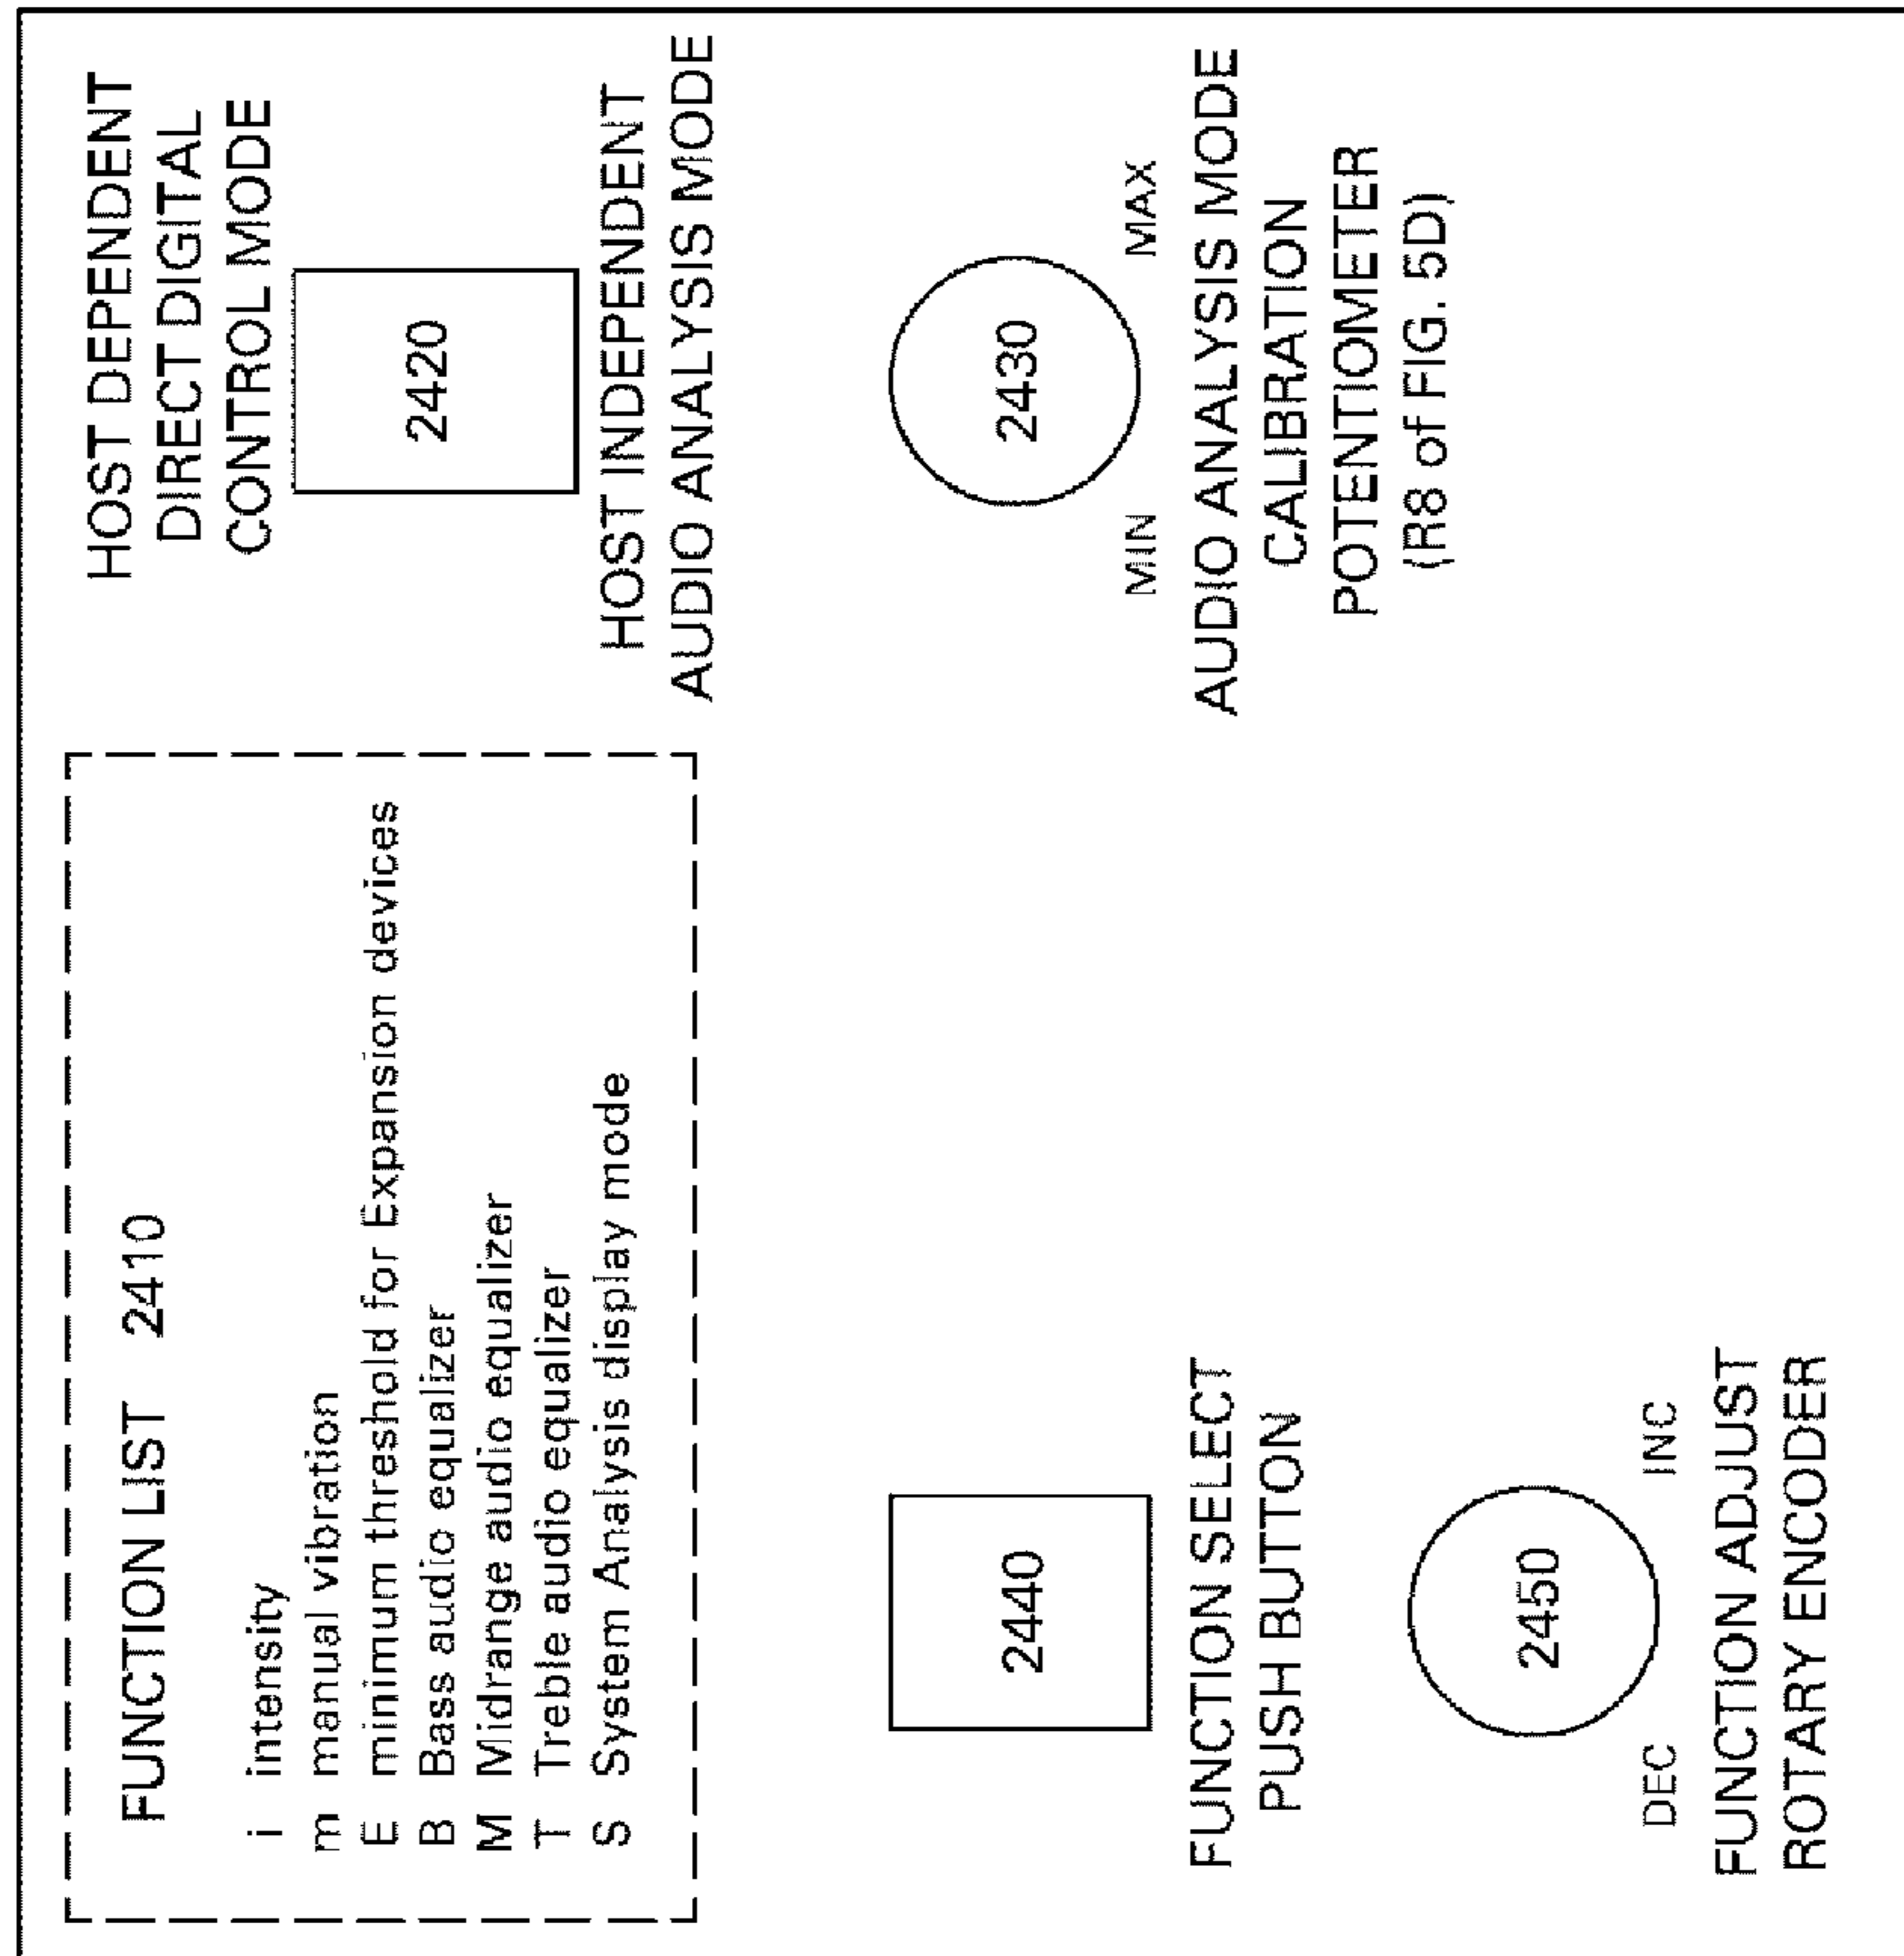 FUNCTION LIST 2410
i intensity
m manual vibration
E minimum threshold for Expansion devices
B Bass audio equalizer
M Midrange audio equalizer
T Treble audio equalizer
S System Analysis display mode
HOST DEPENDENT
DIRECT DIGITAL
CONTROL MODE
2420
HOST INDEPENDENT
AUDIO ANALYSIS MODE
2440
FUNCTION SELECT
PUSH BUTTON
2430
MIN MAX
AUDIO ANALYSIS MODE
CALIBRATION
POTENTIOMETER
(R8 of FIG. 5D)
2450
DEC INC
FUNCTION ADJUST
ROTARY ENCODER